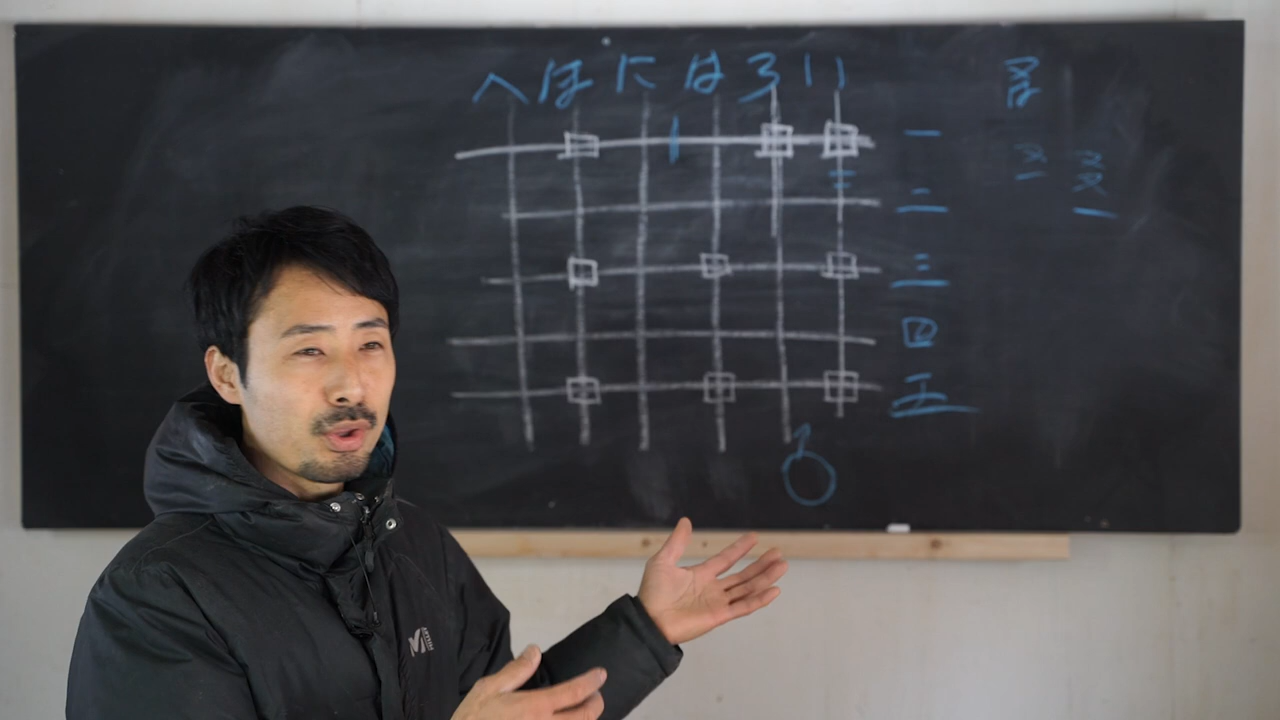 へほにはろい
一
二
三
四
五